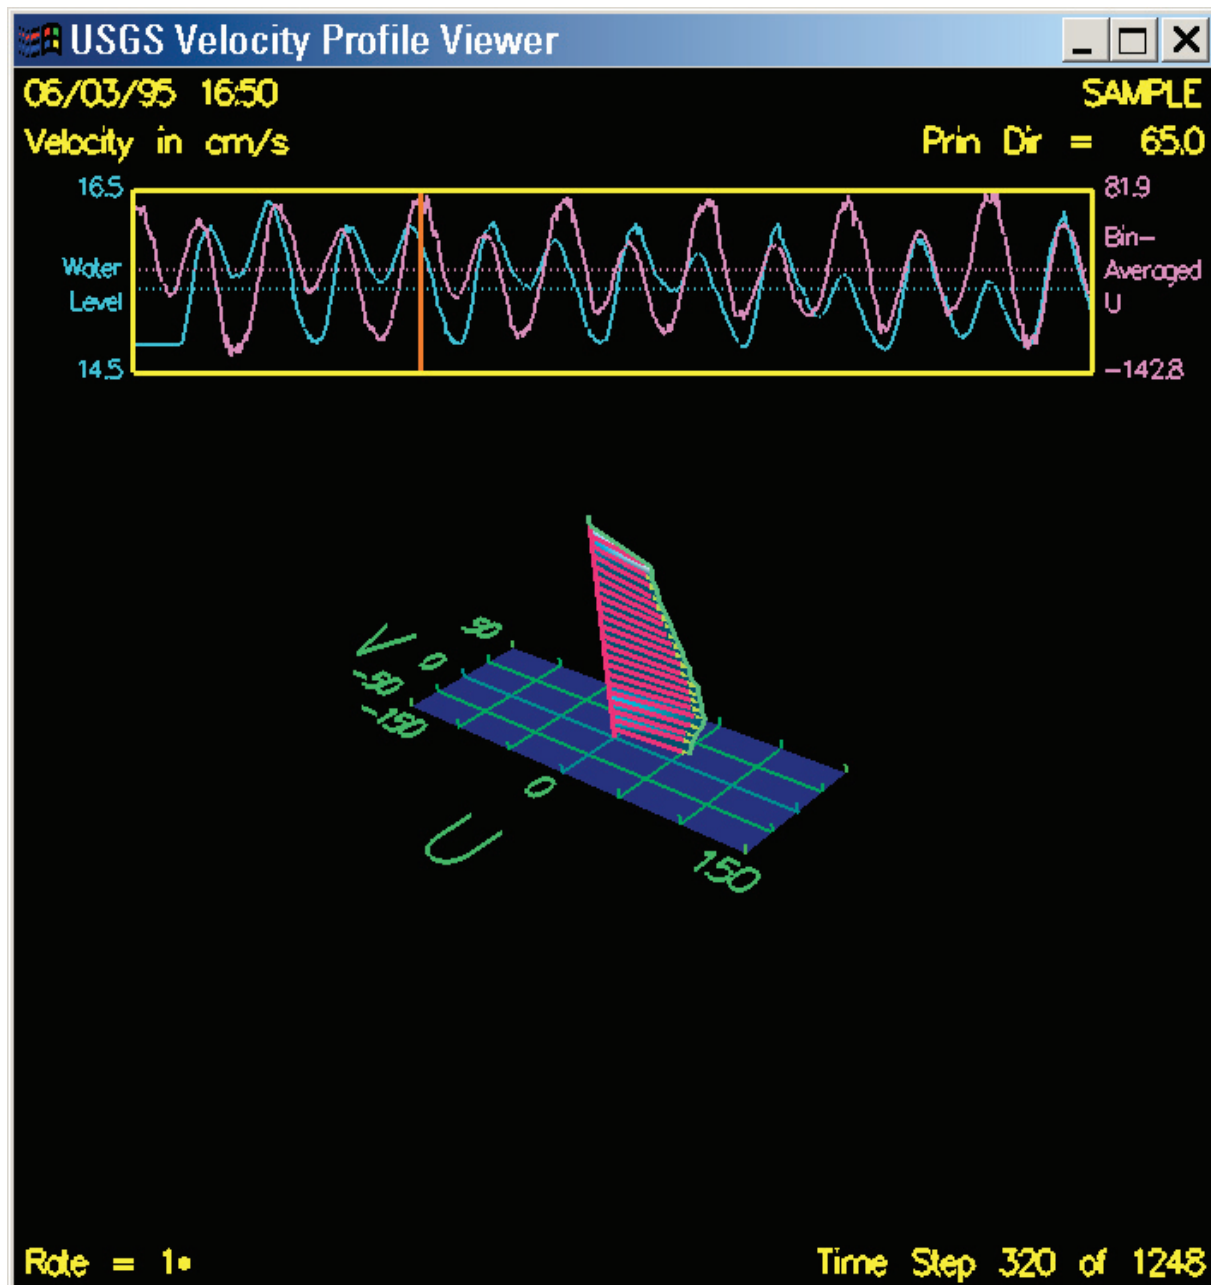 USGS Velocity Profile Viewer
06/03/95 16:50 SAMPLE
Velocity in cm/s Prin Dir = 65.0
16.5 81.9
Water Level Bin-Averaged U
14.5 -142.8
V 90
0
-90
-150
0
U
150
Rate = 1
Time Step 320 of 1248